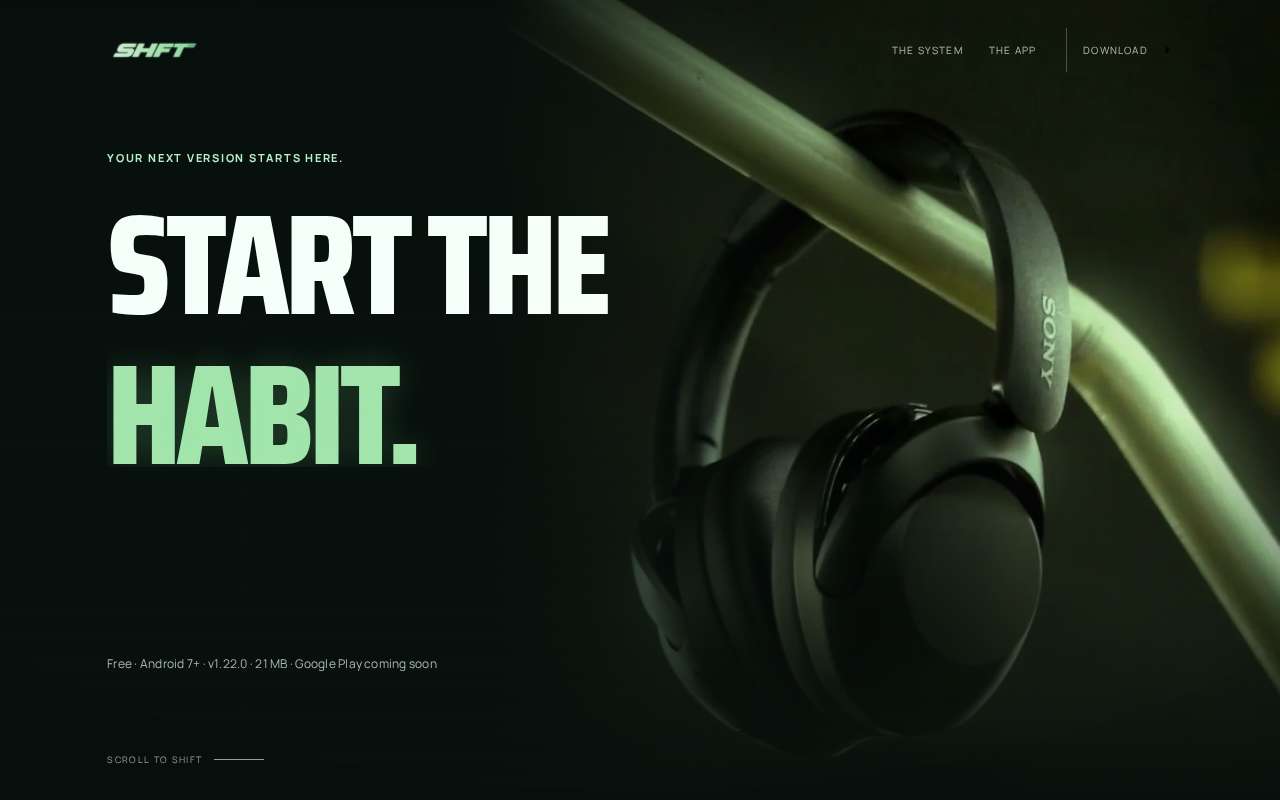 SHFT
THE SYSTEM
THE APP
DOWNLOAD
YOUR NEXT VERSION STARTS HERE.
START THE
HABIT.
SONY
Free · Android 7+ · v1.22.0 · 21 MB · Google Play coming soon
SCROLL TO SHIFT